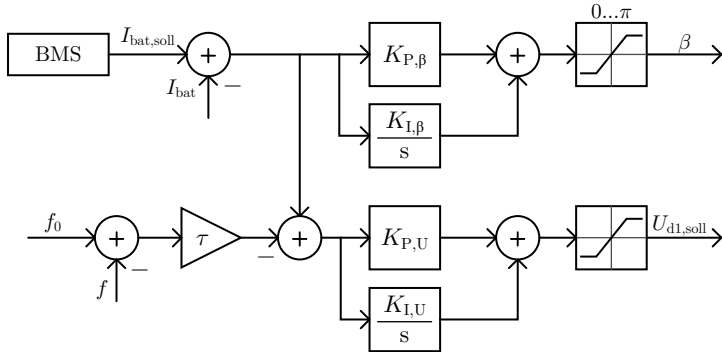 0...π
BMS
I_bat,soll
+
−
I_bat
K_P,β
+
β
K_I,β
s
f_0
+
−
f
τ
−
+
K_P,U
+
U_d1,soll
K_I,U
s